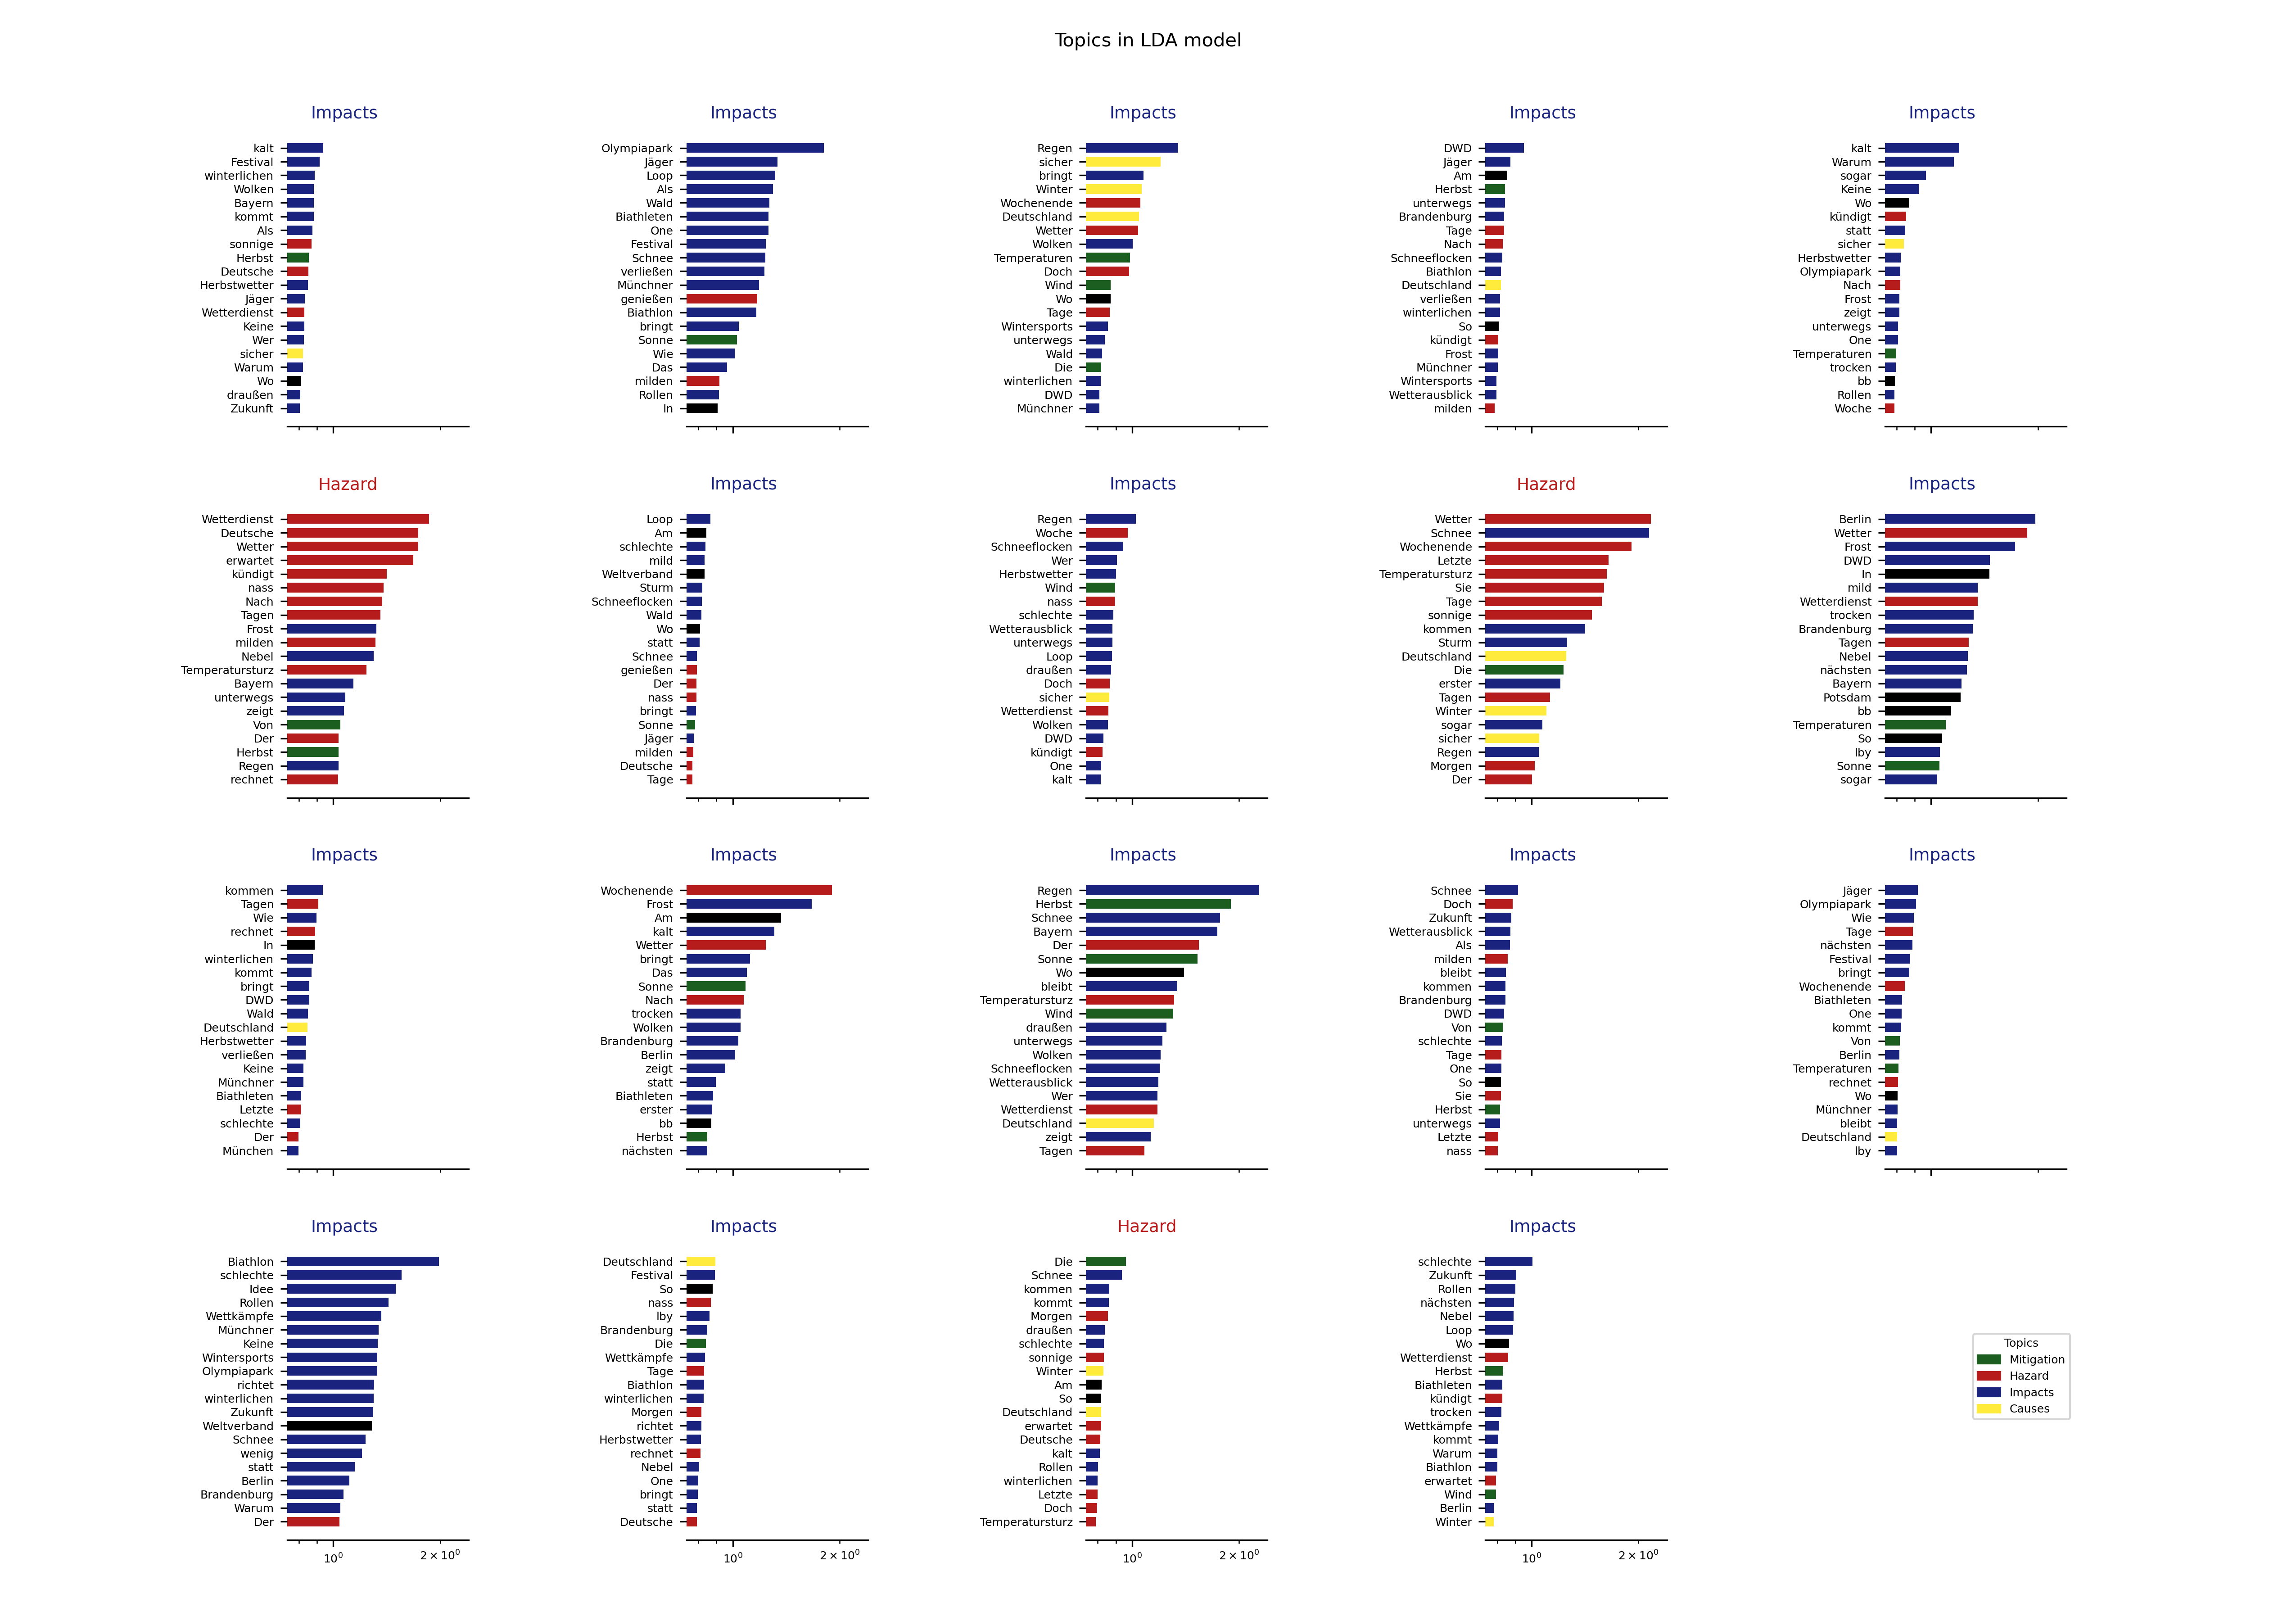 Topics in LDA model
Impacts
kalt
Festival
winterlichen
Wolken
Bayern
kommt
Als
sonnige
Herbst
Deutsche
Herbstwetter
Jäger
Wetterdienst
Keine
Wer
sicher
Warum
Wo
draußen
Zukunft
Impacts
Olympiapark
Jäger
Loop
Als
Wald
Biathleten
One
Festival
Schnee
verließen
Münchner
genießen
Biathlon
bringt
Sonne
Wie
Das
milden
Rollen
In
Impacts
Regen
sicher
bringt
Winter
Wochenende
Deutschland
Wetter
Wolken
Temperaturen
Doch
Wind
Wo
Tage
Wintersports
unterwegs
Wald
Die
winterlichen
DWD
Münchner
Impacts
DWD
Jäger
Am
Herbst
unterwegs
Brandenburg
Tage
Nach
Schneeflocken
Biathlon
Deutschland
verließen
winterlichen
So
kündigt
Frost
Münchner
Wintersports
Wetterausblick
milden
Impacts
kalt
Warum
sogar
Keine
Wo
kündigt
statt
sicher
Herbstwetter
Olympiapark
Nach
Frost
zeigt
unterwegs
One
Temperaturen
trocken
bb
Rollen
Woche
Hazard
Wetterdienst
Deutsche
Wetter
erwartet
kündigt
nass
Nach
Tagen
Frost
milden
Nebel
Temperatursturz
Bayern
unterwegs
zeigt
Von
Der
Herbst
Regen
rechnet
Impacts
Loop
Am
schlechte
mild
Weltverband
Sturm
Schneeflocken
Wald
Wo
statt
Schnee
genießen
Der
nass
bringt
Sonne
Jäger
milden
Deutsche
Tage
Impacts
Regen
Woche
Schneeflocken
Wer
Herbstwetter
Wind
nass
schlechte
Wetterausblick
unterwegs
Loop
draußen
Doch
sicher
Wetterdienst
Wolken
DWD
kündigt
One
kalt
Hazard
Wetter
Schnee
Wochenende
Letzte
Temperatursturz
Sie
Tage
sonnige
kommen
Sturm
Deutschland
Die
erster
Tagen
Winter
sogar
sicher
Regen
Morgen
Der
Impacts
Berlin
Wetter
Frost
DWD
In
mild
Wetterdienst
trocken
Brandenburg
Tagen
Nebel
nächsten
Bayern
Potsdam
bb
Temperaturen
So
lby
Sonne
sogar
Impacts
kommen
Tagen
Wie
rechnet
In
winterlichen
kommt
bringt
DWD
Wald
Deutschland
Herbstwetter
verließen
Keine
Münchner
Biathleten
Letzte
schlechte
Der
München
Impacts
Wochenende
Frost
Am
kalt
Wetter
bringt
Das
Sonne
Nach
trocken
Wolken
Brandenburg
Berlin
zeigt
statt
Biathleten
erster
bb
Herbst
nächsten
Impacts
Regen
Herbst
Schnee
Bayern
Der
Sonne
Wo
bleibt
Temperatursturz
Wind
draußen
unterwegs
Wolken
Schneeflocken
Wetterausblick
Wer
Wetterdienst
Deutschland
zeigt
Tagen
Impacts
Schnee
Doch
Zukunft
Wetterausblick
Als
milden
bleibt
kommen
Brandenburg
DWD
Von
schlechte
Tage
One
So
Sie
Herbst
unterwegs
Letzte
nass
Impacts
Jäger
Olympiapark
Wie
Tage
nächsten
Festival
bringt
Wochenende
Biathleten
One
kommt
Von
Berlin
Temperaturen
rechnet
Wo
Münchner
bleibt
Deutschland
lby
Impacts
Biathlon
schlechte
Idee
Rollen
Wettkämpfe
Münchner
Keine
Wintersports
Olympiapark
richtet
winterlichen
Zukunft
Weltverband
Schnee
wenig
statt
Berlin
Brandenburg
Warum
Der
10⁰
2 × 10⁰
Impacts
Deutschland
Festival
So
nass
lby
Brandenburg
Die
Wettkämpfe
Tage
Biathlon
winterlichen
Morgen
richtet
Herbstwetter
rechnet
Nebel
One
bringt
statt
Deutsche
10⁰
2 × 10⁰
Hazard
Die
Schnee
kommen
kommt
Morgen
draußen
schlechte
sonnige
Winter
Am
So
Deutschland
erwartet
Deutsche
kalt
Rollen
winterlichen
Letzte
Doch
Temperatursturz
10⁰
2 × 10⁰
Impacts
schlechte
Zukunft
Rollen
nächsten
Nebel
Loop
Wo
Wetterdienst
Herbst
Biathleten
kündigt
trocken
Wettkämpfe
kommt
Warum
Biathlon
erwartet
Wind
Berlin
Winter
10⁰
2 × 10⁰
Topics
Mitigation
Hazard
Impacts
Causes